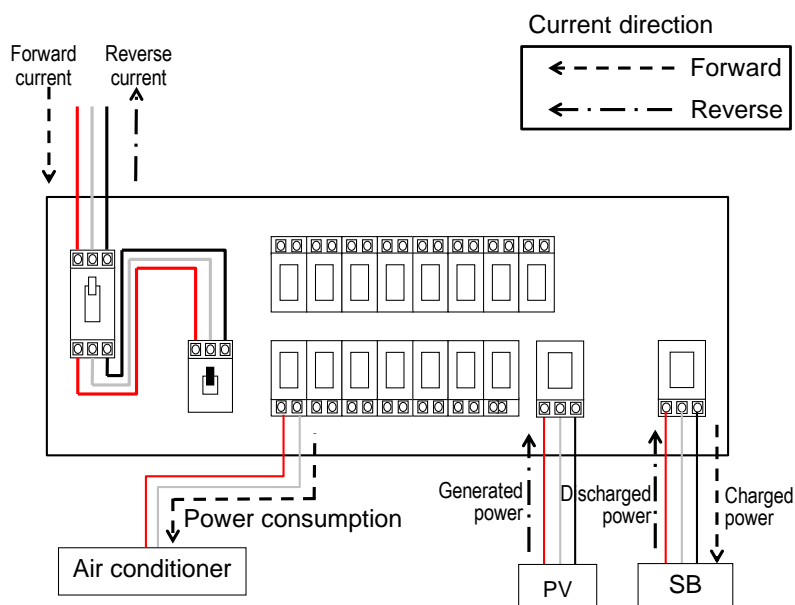 Current direction
Forward
Reverse
Forward
current
Reverse
current
Generated
power
Discharged
power
Charged
power
Power consumption
Air conditioner
PV
SB